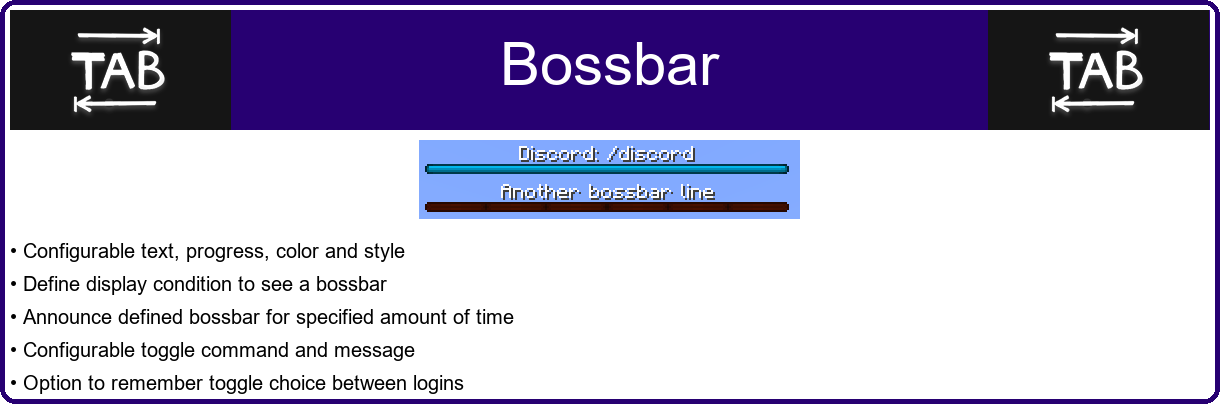 TAB
Bossbar
TAB
Discord: /discord
Another bossbar line
• Configurable text, progress, color and style
• Define display condition to see a bossbar
• Announce defined bossbar for specified amount of time
• Configurable toggle command and message
• Option to remember toggle choice between logins